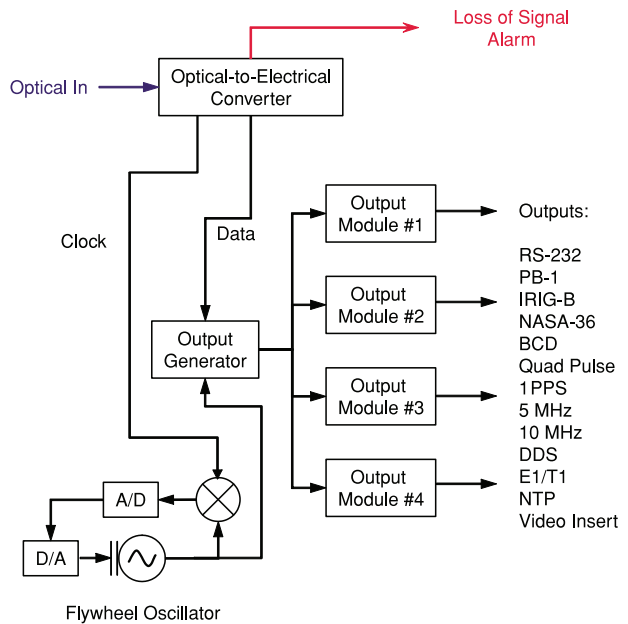 Loss of Signal
Alarm
Optical In
Optical-to-Electrical
Converter
Clock
Data
Output
Generator
Output
Module #1
Output
Module #2
Output
Module #3
Output
Module #4
Outputs:
RS-232
PB-1
IRIG-B
NASA-36
BCD
Quad Pulse
1PPS
5 MHz
10 MHz
DDS
E1/T1
NTP
Video Insert
A/D
D/A
Flywheel Oscillator